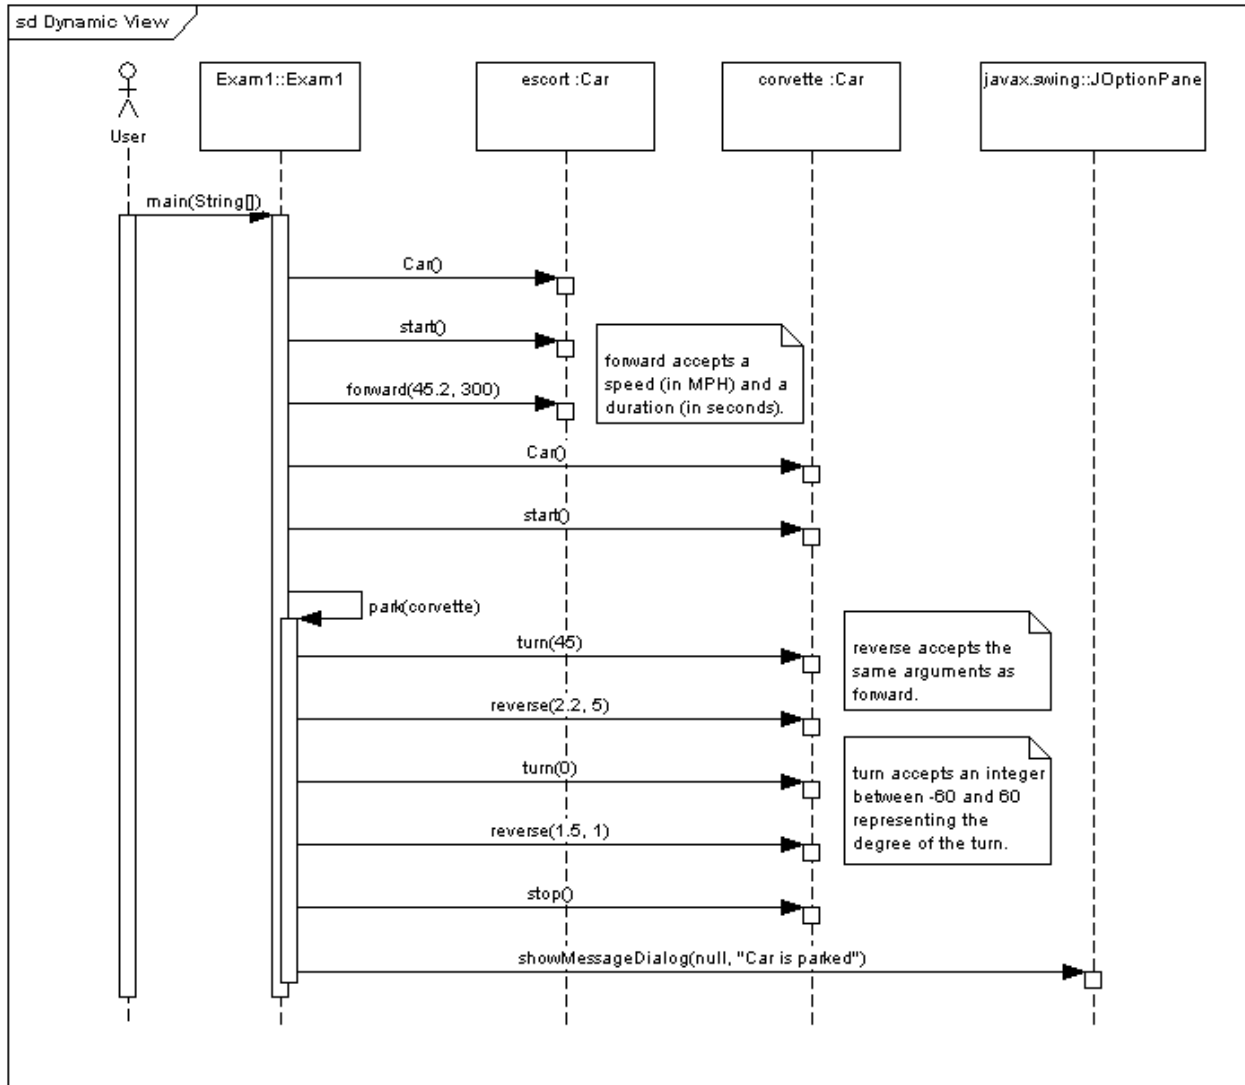 sd Dynamic View
User
Exam1::Exam1
escort :Car
corvette :Car
javax.swing::JOptionPane
main(String[])
Car()
start()
forward accepts a
speed (in MPH) and a
duration (in seconds).
forward(45.2, 300)
Car()
start()
park(corvette)
turn(45)
reverse accepts the
same arguments as
forward.
reverse(2.2, 5)
turn(0)
turn accepts an integer
between -60 and 60
representing the
degree of the turn.
reverse(1.5, 1)
stop()
showMessageDialog(null, "Car is parked")